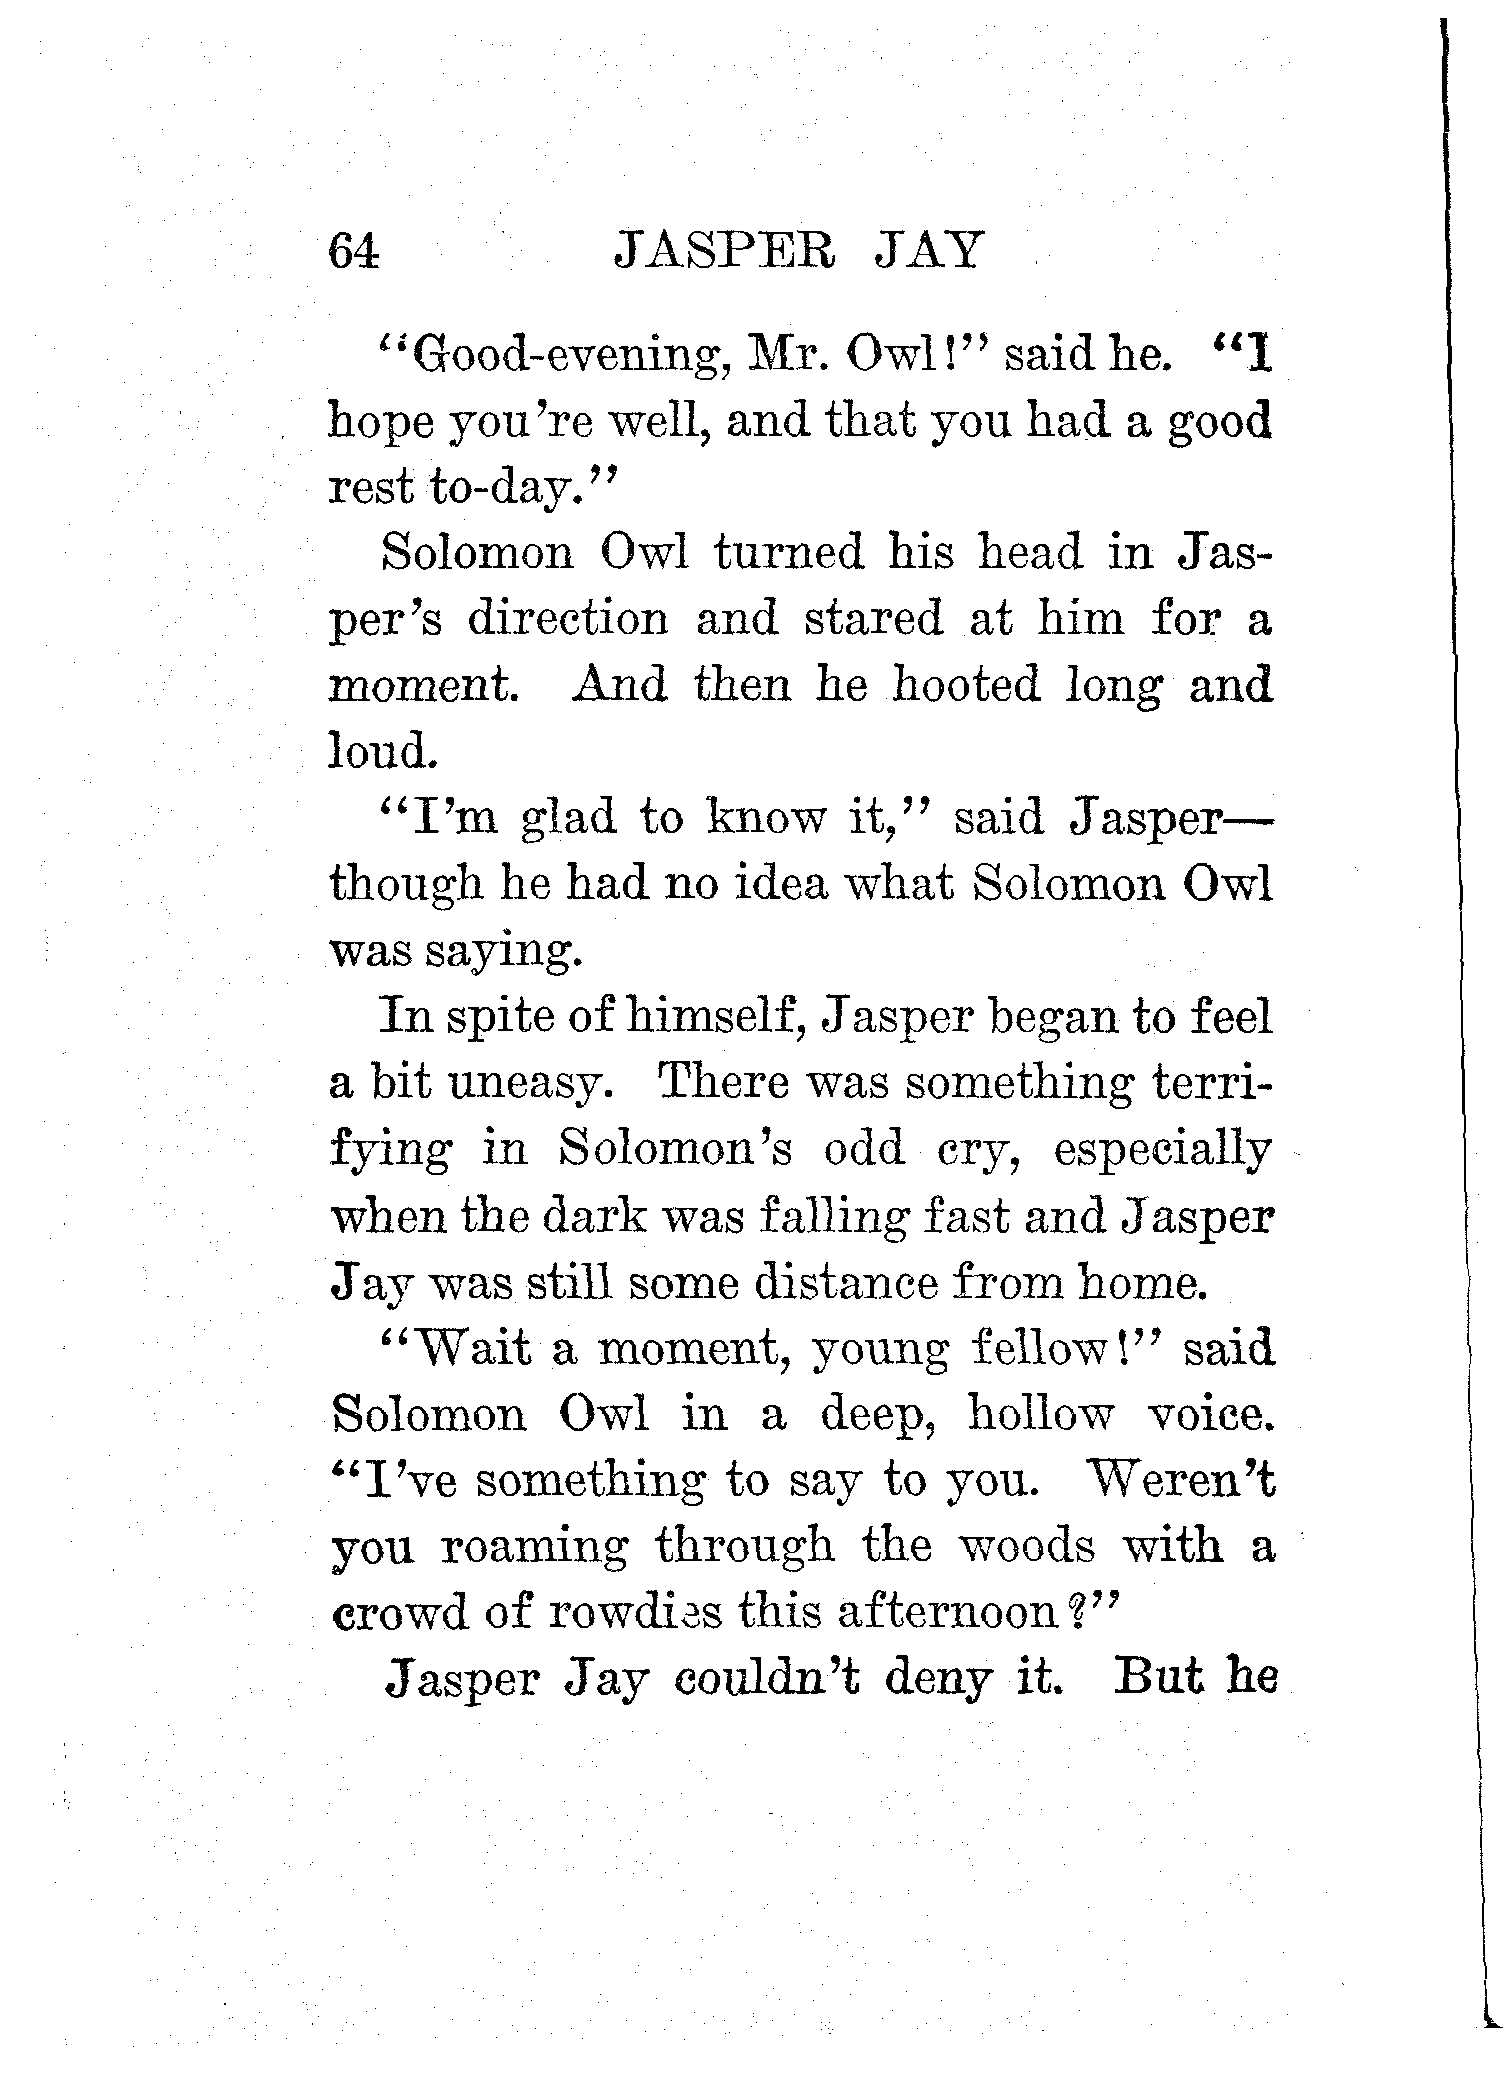 64 JASPER JAY
"Good-evening, Mr. Owl!" said he. "I
hope you're well, and that you had a good
rest to-day."
Solomon Owl turned his head in Jas-
per's direction and stared at him for a
moment. And then he hooted long and
loud.
"I'm glad to know it," said Jasper—
though he had no idea what Solomon Owl
was saying.
In spite of himself, Jasper began to feel
a bit uneasy. There was something terri-
fying in Solomon's odd cry, especially
when the dark was falling fast and Jasper
Jay was still some distance from home.
"Wait a moment, young fellow!" said
Solomon Owl in a deep, hollow voice.
"I've something to say to you. Weren't
you roaming through the woods with a
crowd of rowdies this afternoon?"
Jasper Jay couldn't deny it. But he